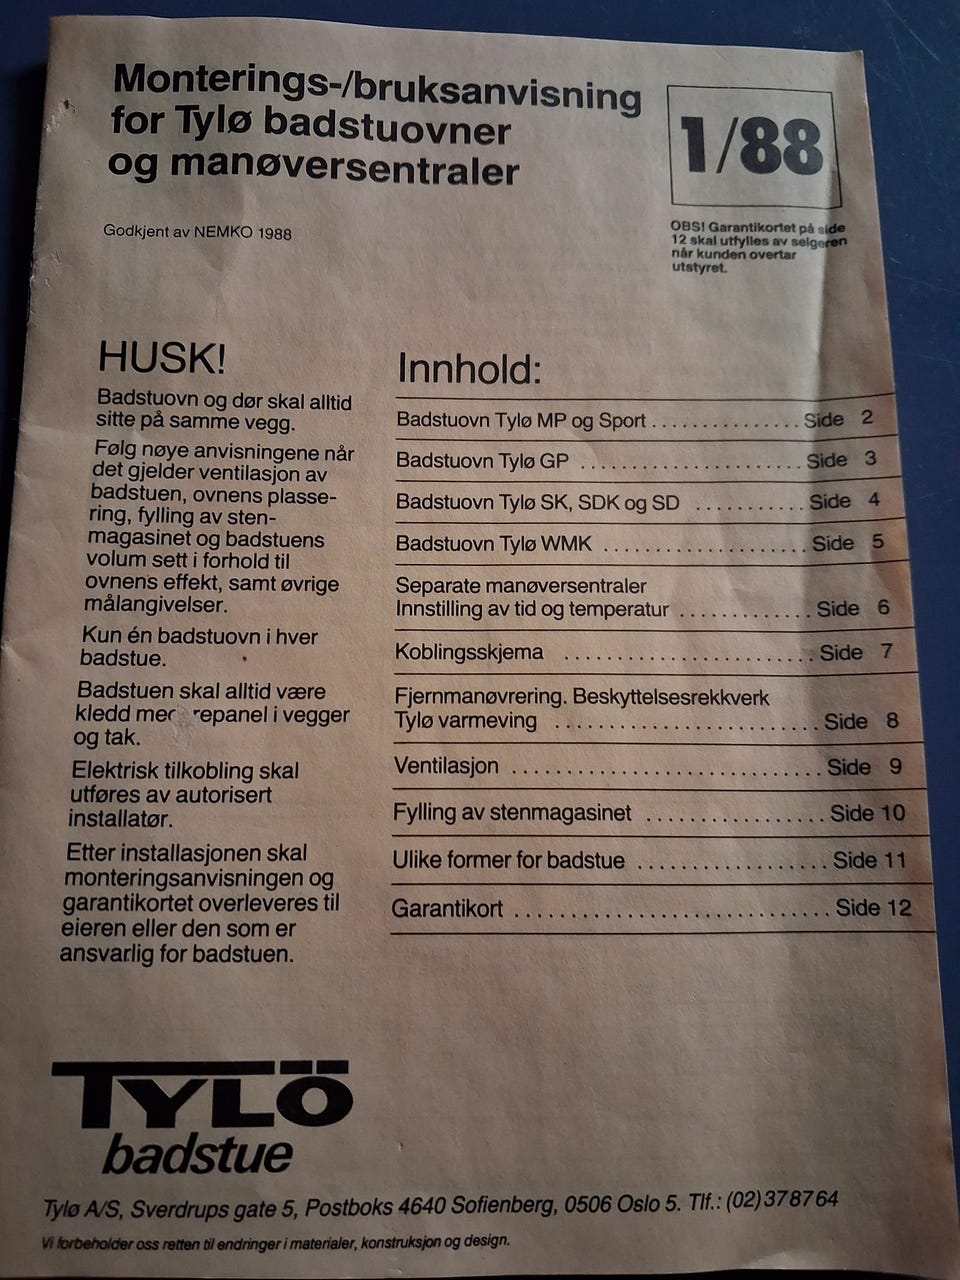 Monterings-/bruksanvisning
for Tylø badstuovner
og manøversentraler
1/88
Godkjent av NEMKO 1988
OBS! Garantikortet på side
12 skal utfylles av selgeren
når kunden overtar
utstyret.
HUSK!
Badstuovn og dør skal alltid
sitte på samme vegg.
Følg nøye anvisningene når
det gjelder ventilasjon av
badstuen, ovnens plasse-
ring, fylling av sten-
magasinet og badstuens
volum sett i forhold til
ovnens effekt, samt øvrige
målangivelser.
Kun én badstuovn i hver
badstue.
Badstuen skal alltid være
kledd repanel i vegger
og tak.
Elektrisk tilkobling skal
utføres av autorisert
installatør.
Etter installasjonen skal
monteringsanvisningen og
garantikortet overleveres til
eieren eller den som er
ansvarlig for badstuen.
Innhold:
Badstuovn Tylø MP og Sport ............... Side 2
Badstuovn Tylø GP ...................... Side 3
Badstuovn Tylø SK, SDK og SD ........... Side 4
Badstuovn Tylø WMK .................... Side 5
Separate manøversentraler
Innstilling av tid og temperatur ............. Side 6
Koblingsskjema ......................... Side 7
Fjernmanøvrering. Beskyttelsesrekkverk
Tylø varmeving .......................... Side 8
Ventilasjon .............................. Side 9
Fylling av stenmagasinet ................. Side 10
Ulike former for badstue .................. Side 11
Garantikort .............................. Side 12
TYLÖ
badstue
Tylø A/S, Sverdrups gate 5, Postboks 4640 Sofienberg, 0506 Oslo 5. Tlf.: (02) 37 87 64
Vi forbeholder oss retten til endringer i materialer, konstruksjon og design.